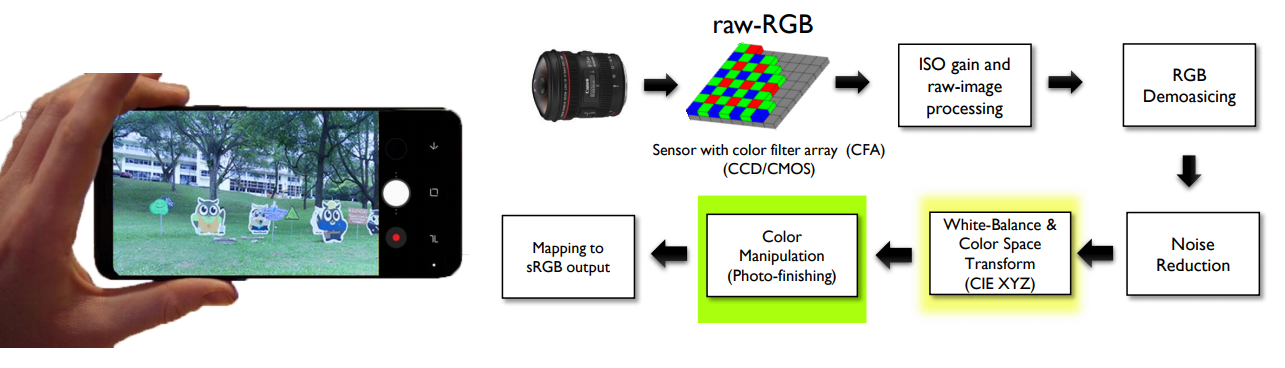 raw-RGB
Sensor with color filter array (CFA)
(CCD/CMOS)
ISO gain and
raw-image
processing
RGB
Demoasicing
Noise
Reduction
White-Balance &
Color Space
Transform
(CIE XYZ)
Color
Manipulation
(Photo-finishing)
Mapping to
sRGB output